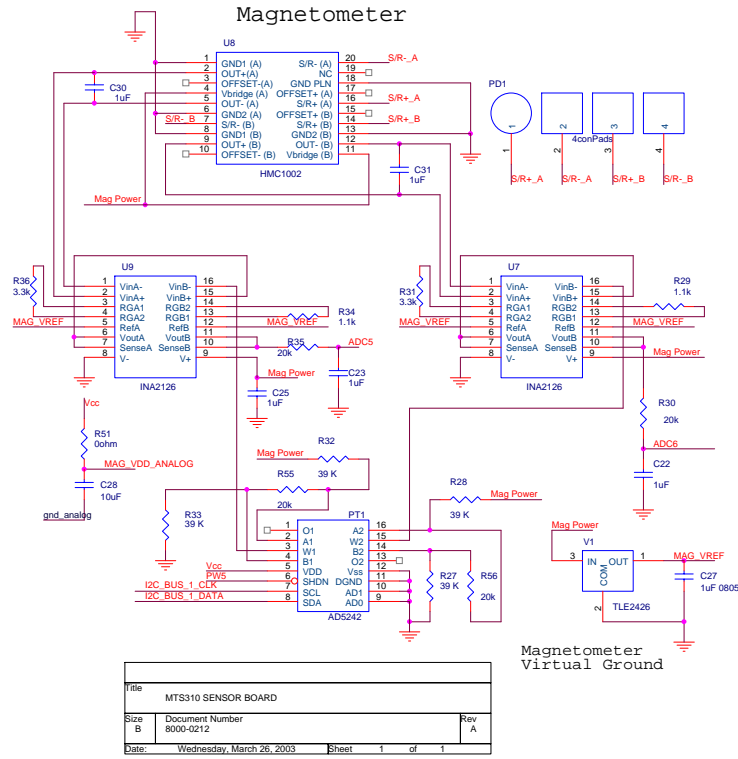 Magnetometer
U8
1 GND1 (A) S/R- (A) 20 S/R-_A
2 OUT+(A) NC 19
3 OFFSET-(A) GND PLN 18
4 Vbridge (A) OFFSET+ (A) 17
5 OUT- (A) S/R+ (A) 16 S/R+_A
6 GND2 (A) OFFSET+ (B) 15
S/R-_B 7 S/R- (B) S/R+ (B) 14 S/R+_B
8 GND1 (B) GND2 (B) 13
9 OUT+ (B) OUT- (B) 12
10 OFFSET- (B) Vbridge (B) 11
HMC1002
C30
1uF
C31
1uF
Mag Power
PD1
1 2 3 4
4conPads
1 2 3 4
S/R+_A S/R-_A S/R+_B S/R-_B
U9
1 VinA- VinB- 16
2 VinA+ VinB+ 15
3 RGA1 RGB2 14
4 RGA2 RGB1 13
MAG_VREF 5 RefA RefB 12 MAG_VREF
6 VoutA VoutB 11
7 SenseA SenseB 10
8 V- V+ 9
INA2126
R36
3.3k
R34
1.1k
R35
20k
ADC5
C23
1uF
Mag Power
C25
1uF
U7
1 VinA- VinB- 16
2 VinA+ VinB+ 15
3 RGA1 RGB2 14
4 RGA2 RGB1 13
MAG_VREF 5 RefA RefB 12 MAG_VREF
6 VoutA VoutB 11
7 SenseA SenseB 10
8 V- V+ 9 Mag Power
INA2126
R31
3.3k
R29
1.1k
R30
20k
ADC6
C22
1uF
Vcc
R51
0ohm
MAG_VDD_ANALOG
C28
10uF
gnd_analog
R32
Mag Power
39 K
R55
20k
R33
39 K
R28
Mag Power
39 K
PT1
1 O1 A2 16
2 A1 W2 15
3 W1 B2 14
4 B1 O2 13
Vcc 5 VDD Vss 12
PW5 6 SHDN DGND 11
I2C_BUS_1_CLK 7 SCL AD1 10
I2C_BUS_1_DATA 8 SDA AD0 9
AD5242
R27
39 K
R56
20k
Mag Power
V1
3 IN OUT 1 MAG_VREF
COM
2
TLE2426
C27
1uF 0805
Magnetometer
Virtual Ground
Title
MTS310 SENSOR BOARD
Size Document Number Rev
B 8000-0212 A
Date: Wednesday, March 26, 2003 Sheet 1 of 1